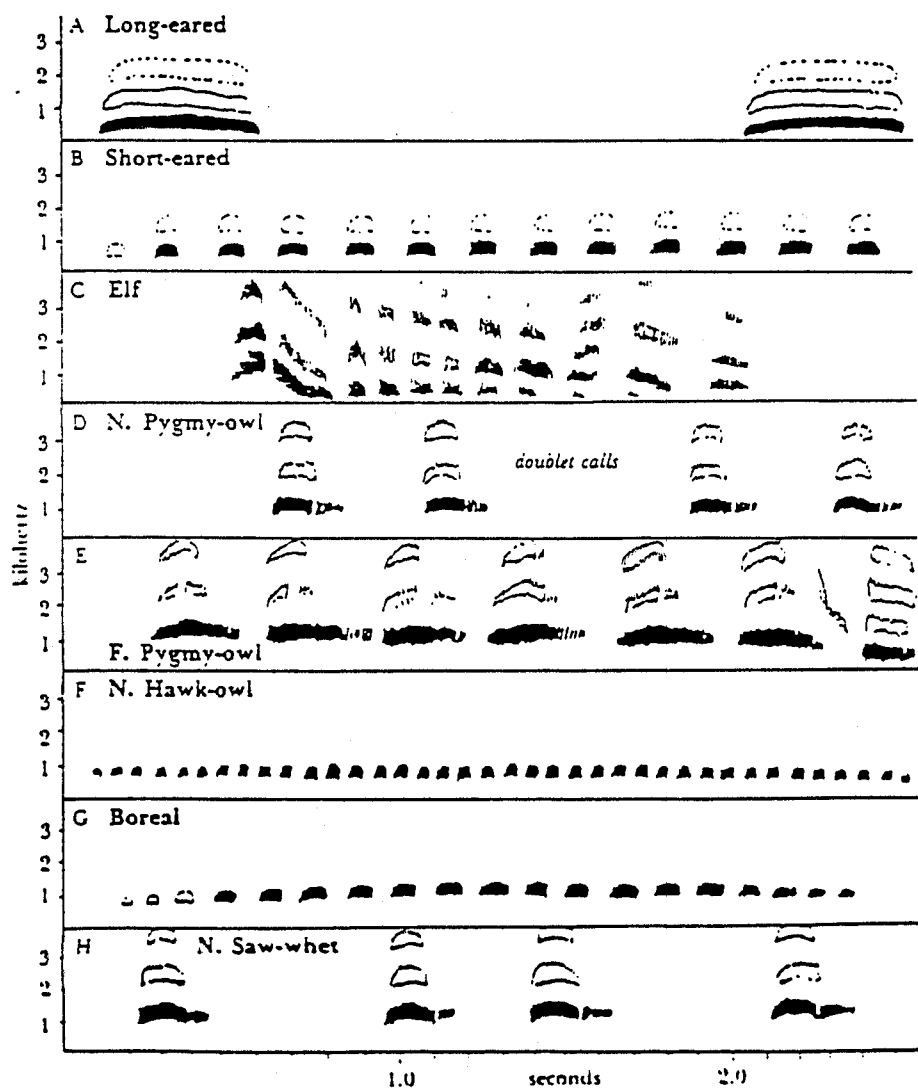 A Long-eared
3
2
1
B Short-eared
3
2
1
C Elf
3
2
1
D N. Pygmy-owl
3
doublet calls
2
1
kilohertz
E
3
2
1
F. Pygmy-owl
F N. Hawk-owl
3
2
1
G Boreal
3
2
1
H N. Saw-whet
3
2
1
1.0 seconds 2.0